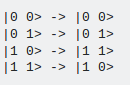 |0 0> -> |0 0>
|0 1> -> |0 1>
|1 0> -> |1 1>
|1 1> -> |1 0>